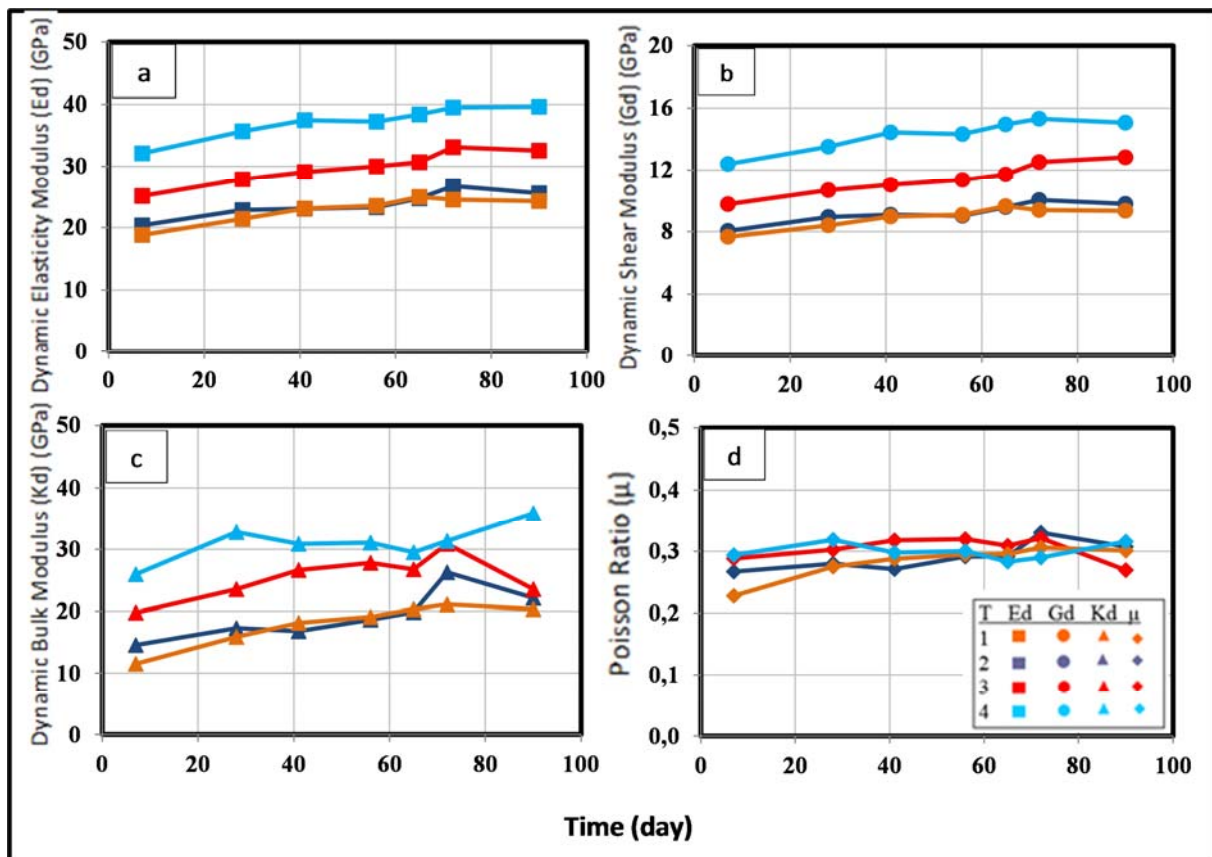 Dynamic Elasticity Modulus (Ed) (GPa)
a
50
40
30
20
10
0
0 20 40 60 80 100
Dynamic Shear Modulus (Gd) (GPa)
b
20
16
12
8
4
0
0 20 40 60 80 100
Dynamic Bulk Modulus (Kd) (GPa)
c
50
40
30
20
10
0
0 20 40 60 80 100
Poisson Ratio (μ)
d
0,5
0,4
0,3
0,2
0,1
0,0
0 20 40 60 80 100
T Ed Gd Kd μ
1
2
3
4
Time (day)